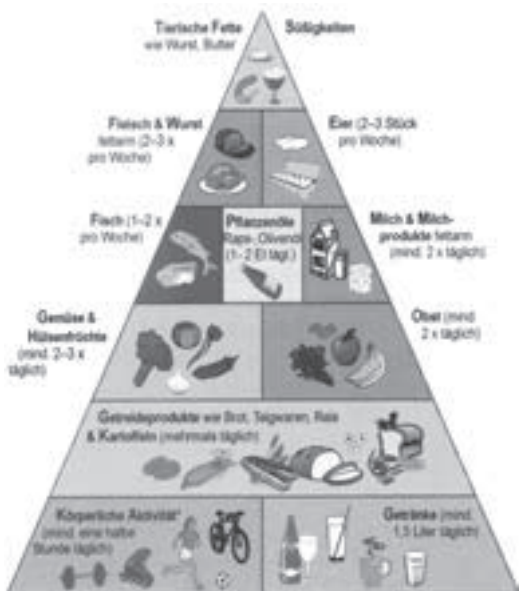 Tierische Fette
wie Wurst, Butter
Süßigkeiten
Fleisch & Wurst
fettarm (2–3 x
pro Woche)
Eier (2–3 Stück
pro Woche)
Fisch (1–2 x
pro Woche)
Pflanzenöle
Raps-, Olivenöl
(1–2 El tägl.)
Milch & Milch-
produkte fettarm
(mind. 2 x täglich)
Gemüse &
Hülsenfrüchte
(mind. 2–3 x
täglich)
Obst (mind.
2 x täglich)
Getreideprodukte wie Brot, Teigwaren, Reis
& Kartoffeln (mehrmals täglich)
Körperliche Aktivität
(mind. eine halbe
Stunde täglich)
Getränke (mind.
1,5 Liter täglich)